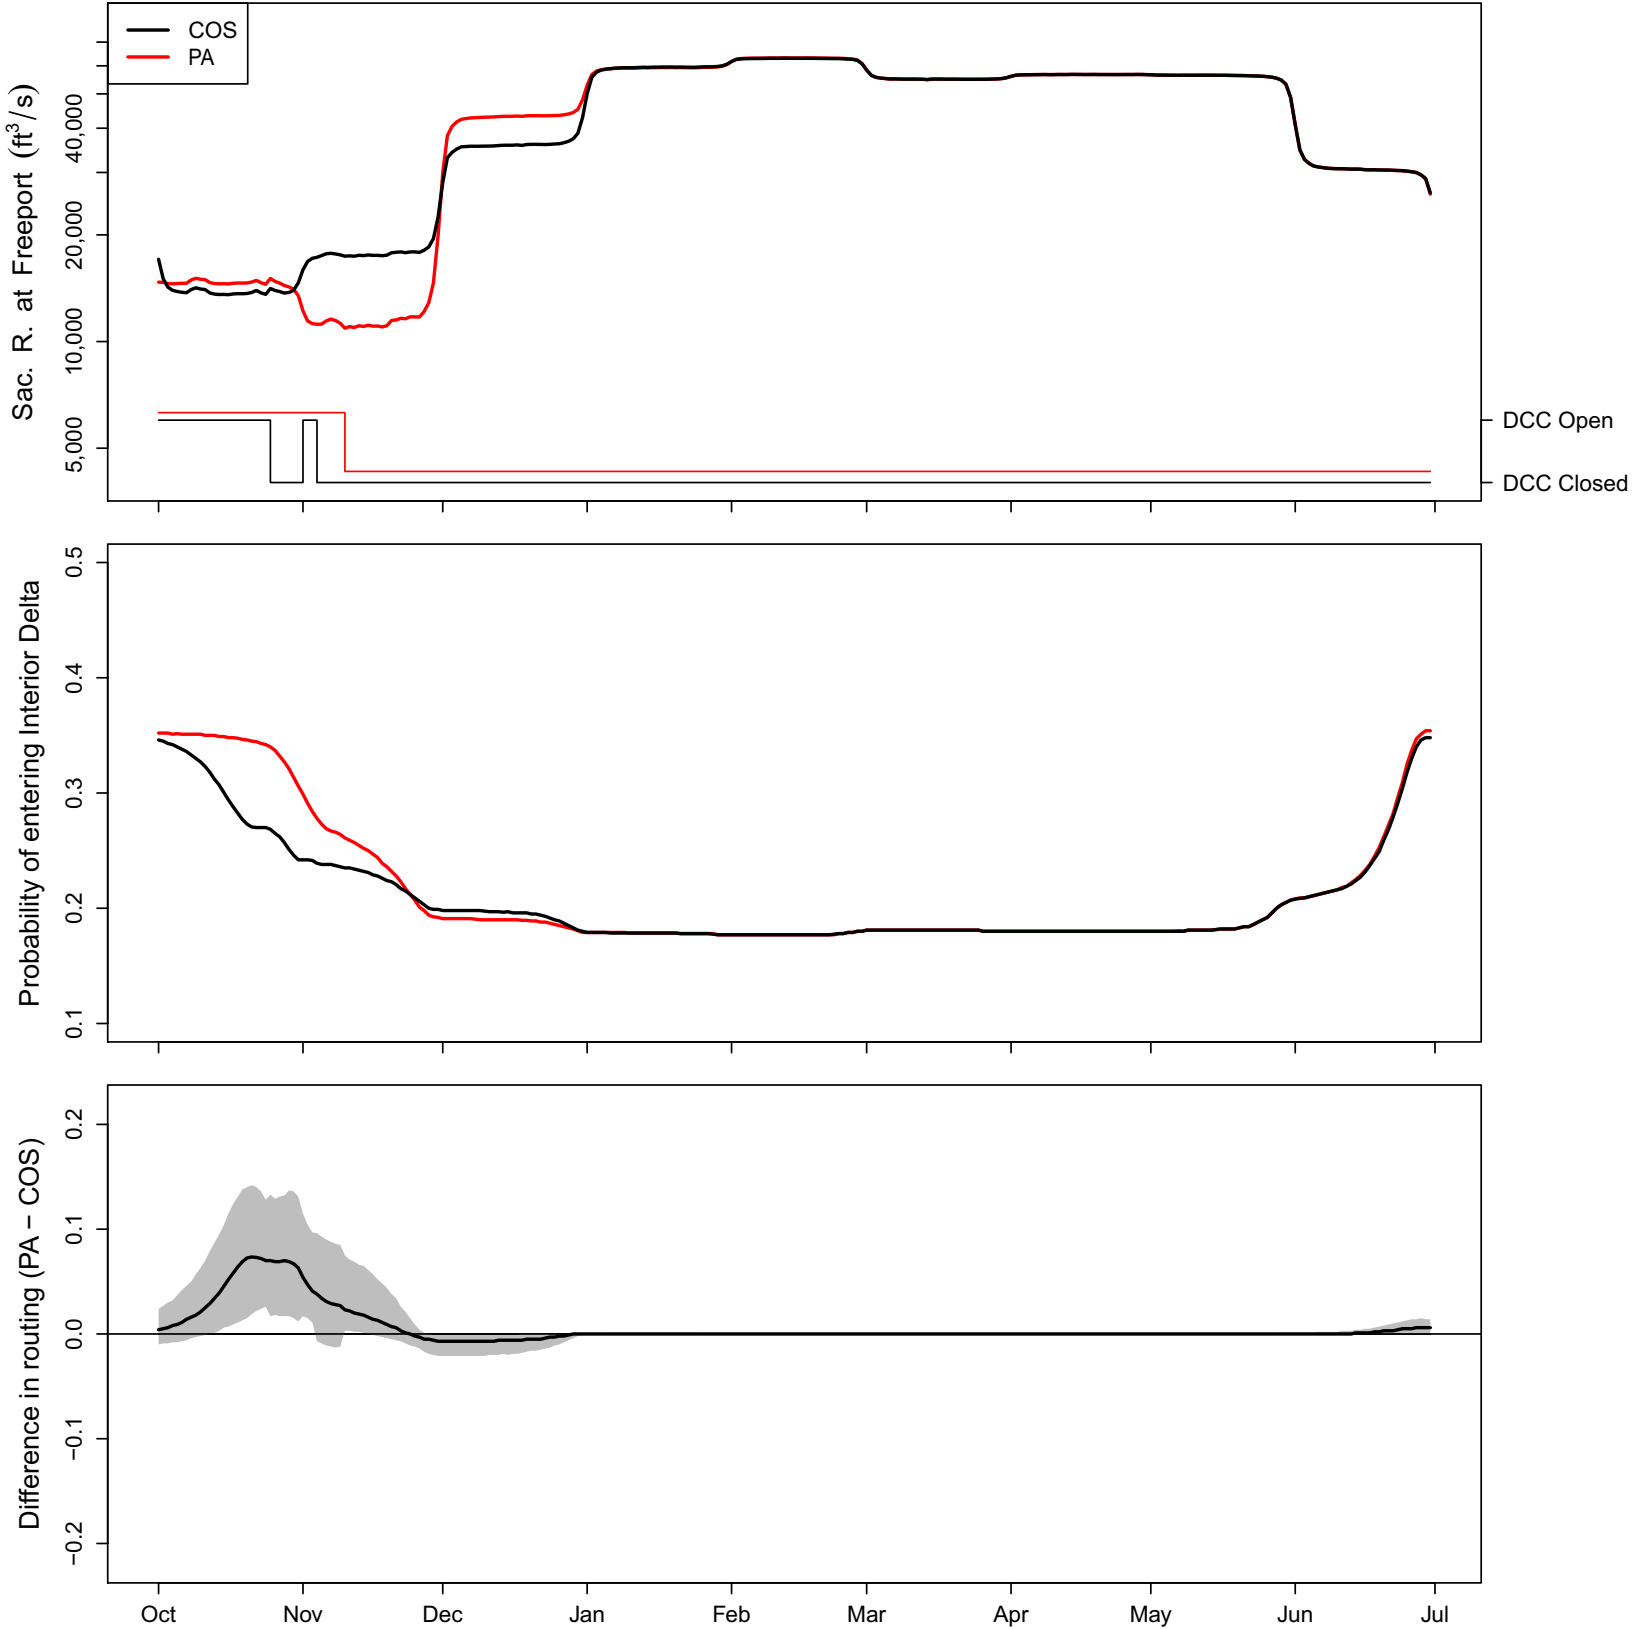 COS
PA
Sac. R. at Freeport (ft³/s)
40,000
20,000
10,000
5,000
DCC Open
DCC Closed
Probability of entering Interior Delta
0.5
0.4
0.3
0.2
0.1
Difference in routing (PA − COS)
0.2
0.1
0.0
−0.1
−0.2
Oct Nov Dec Jan Feb Mar Apr May Jun Jul